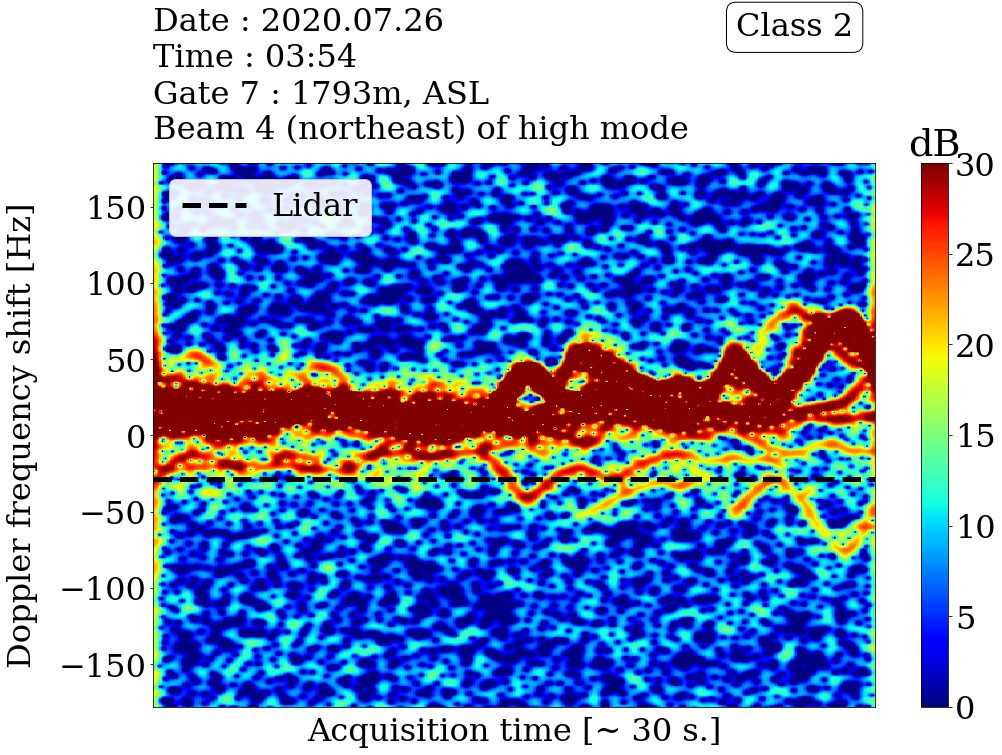 Date : 2020.07.26
Time : 03:54
Gate 7 : 1793m, ASL
Beam 4 (northeast) of high mode
Class 2
dB
Lidar
Doppler frequency shift [Hz]
150
100
50
0
−50
−100
−150
30
25
20
15
10
5
0
Acquisition time [~ 30 s.]